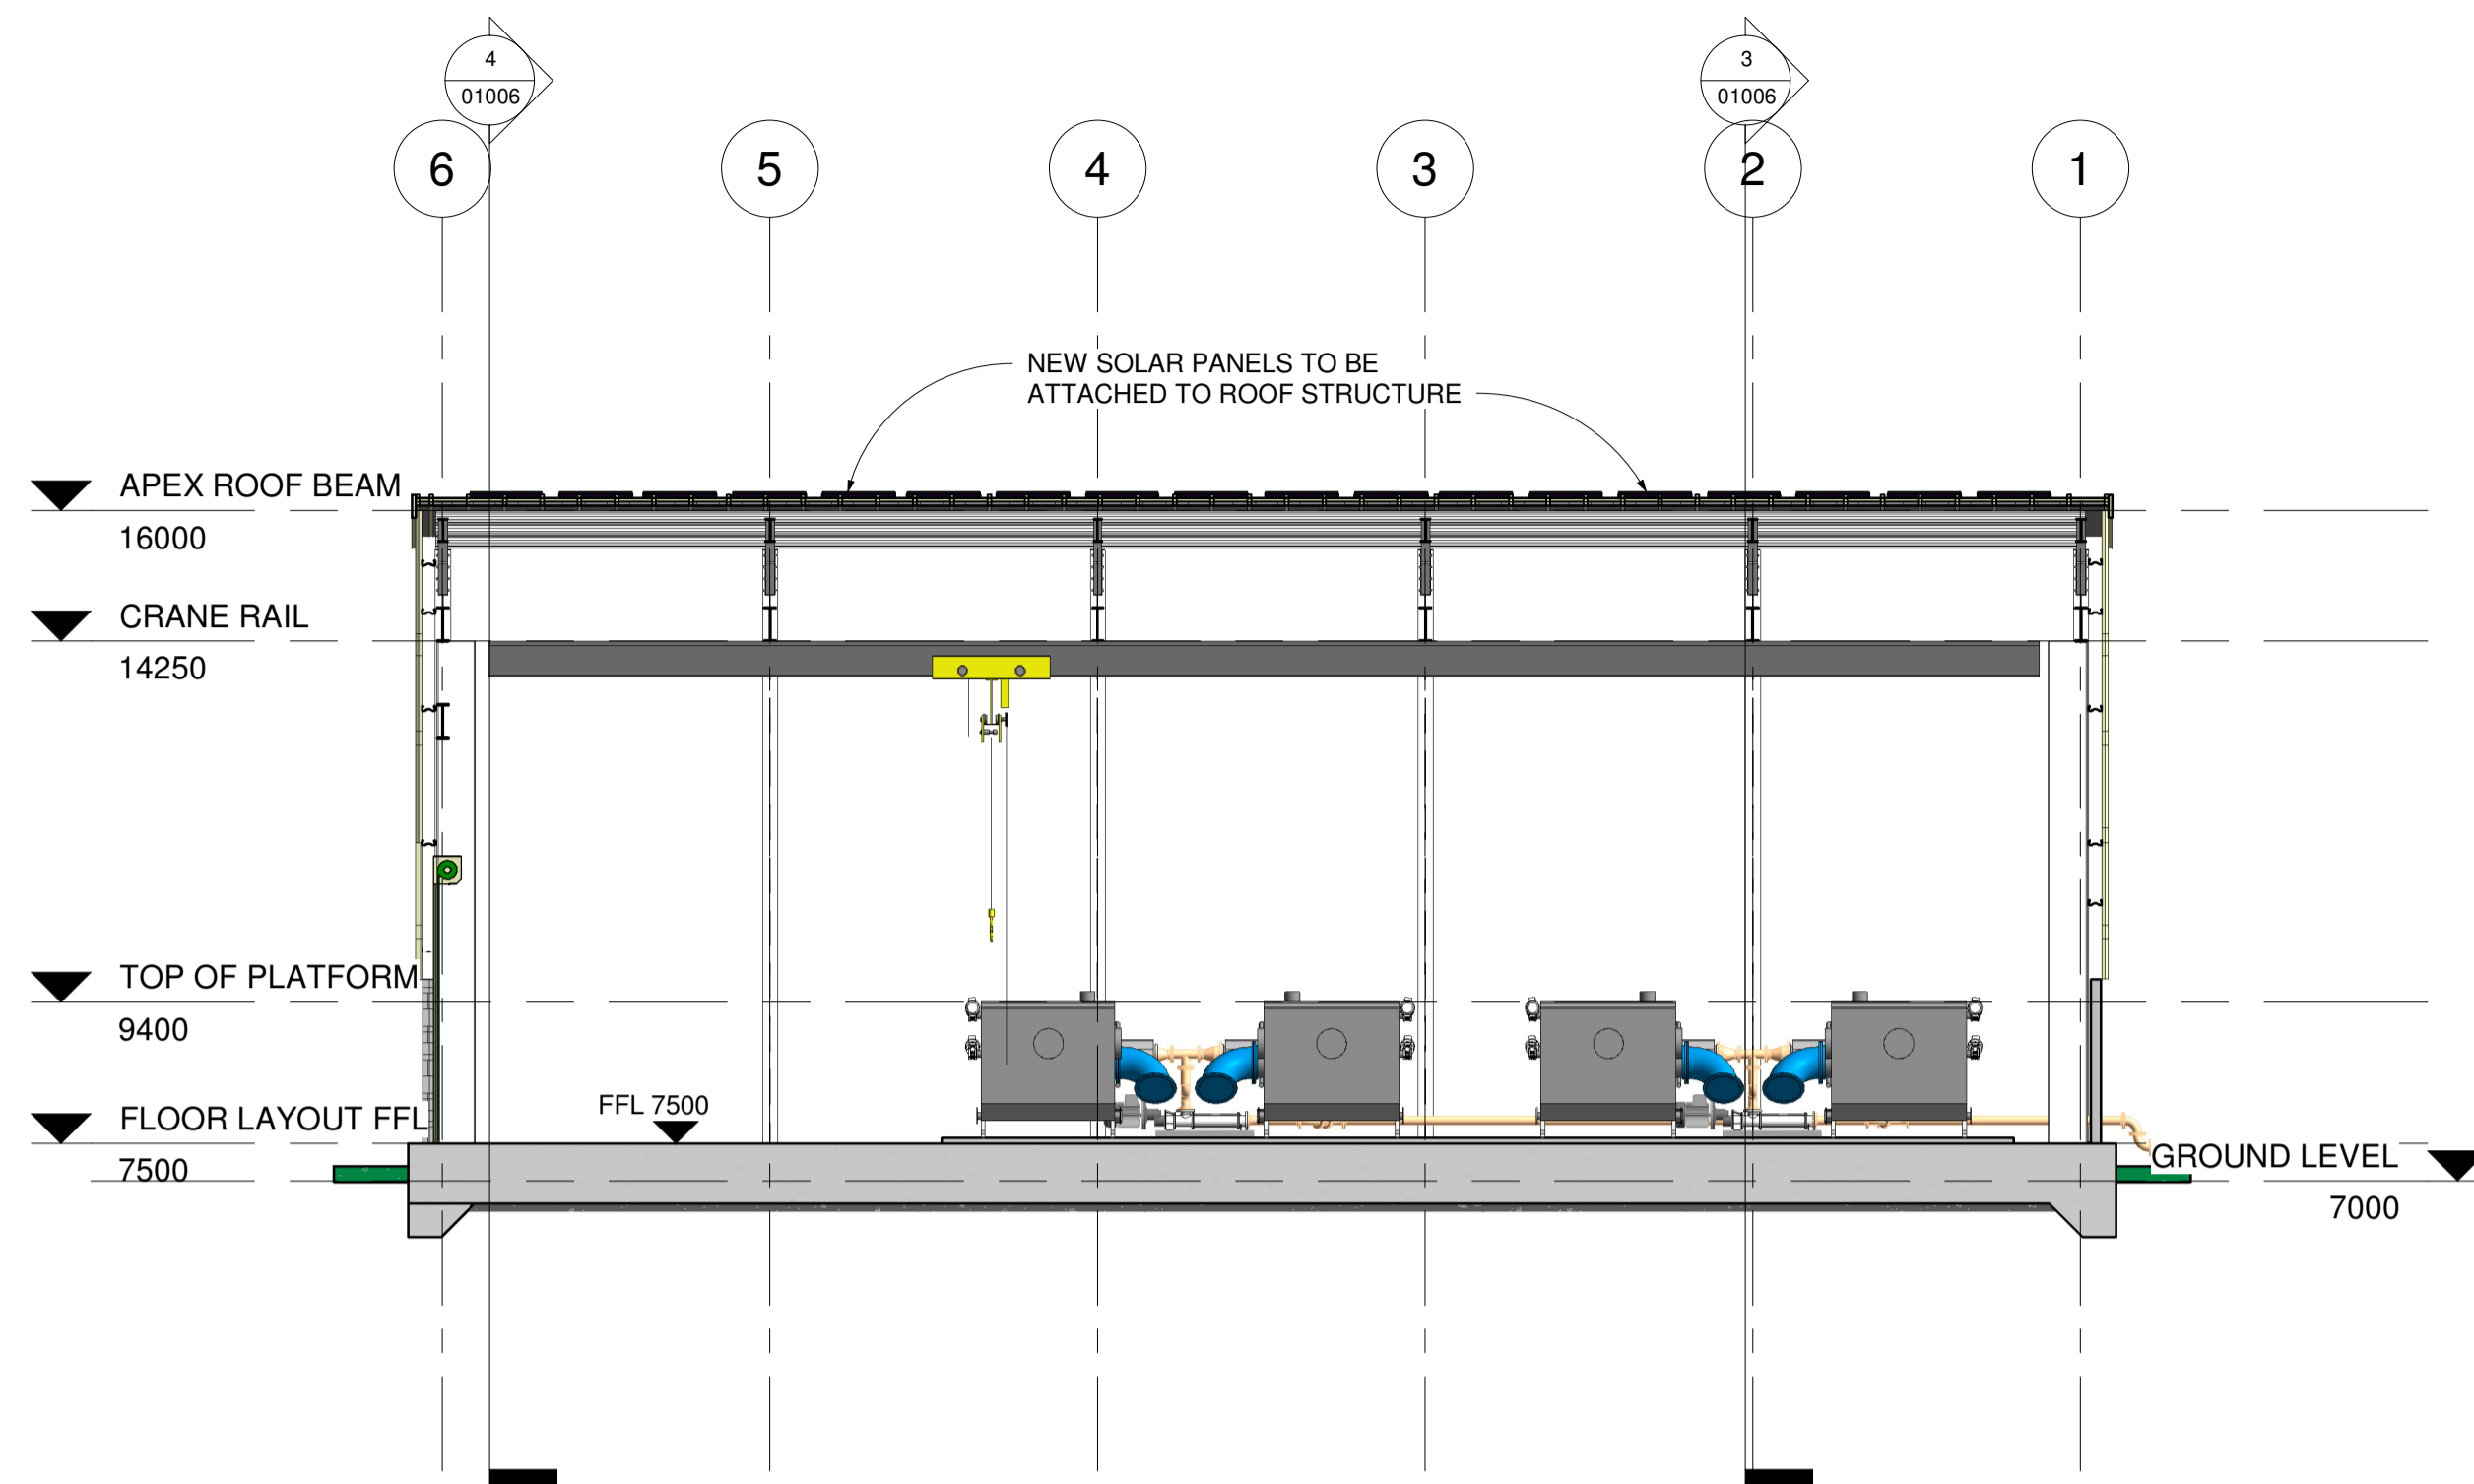 4
01006
3
01006
6
5
4
3
2
1
NEW SOLAR PANELS TO BE
ATTACHED TO ROOF STRUCTURE
APEX ROOF BEAM
16000
CRANE RAIL
14250
TOP OF PLATFORM
9400
FLOOR LAYOUT FFL
7500
FFL 7500
GROUND LEVEL
7000